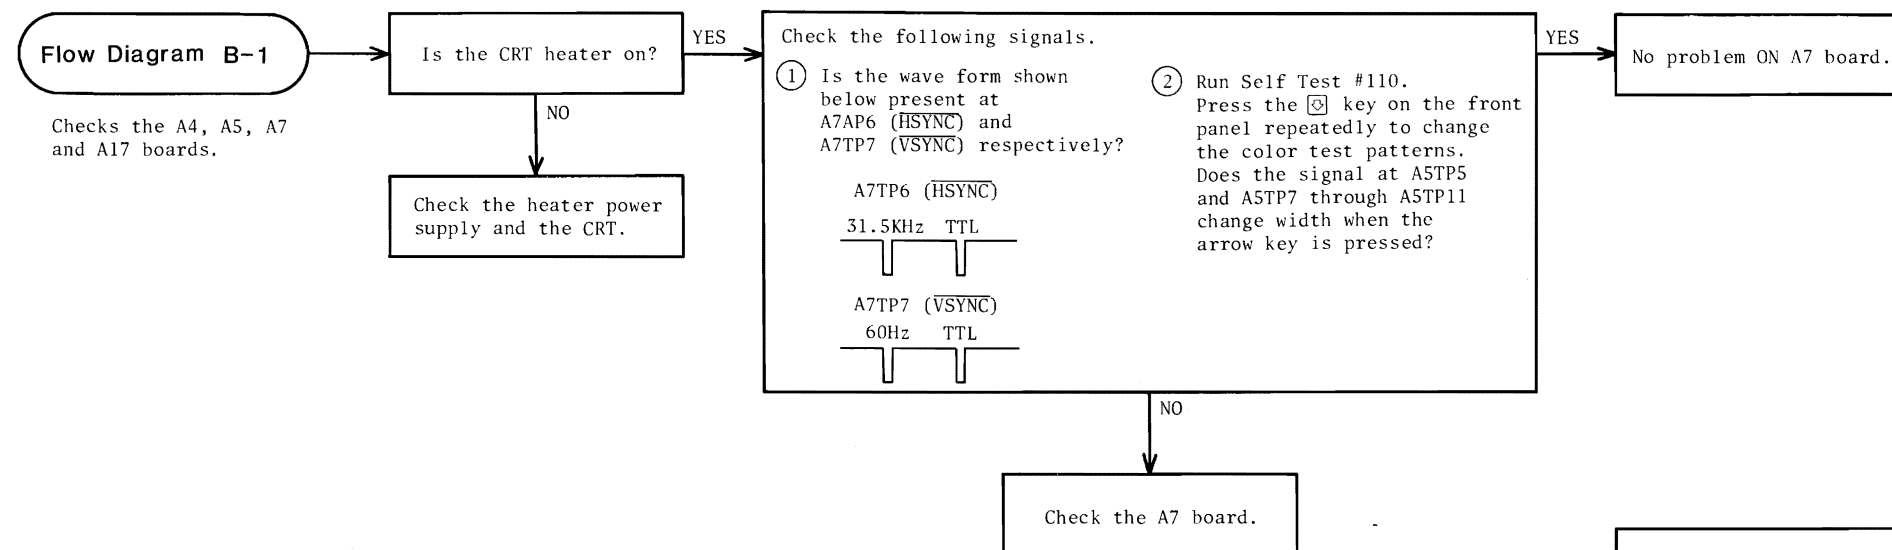 Flow Diagram B-1
Checks the A4, A5, A7
and A17 boards.
Is the CRT heater on?
YES
NO
Check the heater power
supply and the CRT.
Check the following signals.
1 Is the wave form shown
below present at
A7AP6 (H̅S̅Y̅N̅C̅) and
A7TP7 (V̅S̅Y̅N̅C̅) respectively?
A7TP6 (H̅S̅Y̅N̅C̅)
31.5KHz TTL
A7TP7 (V̅S̅Y̅N̅C̅)
60Hz TTL
2 Run Self Test #110.
Press the key on the front
panel repeatedly to change
the color test patterns.
Does the signal at A5TP5
and A5TP7 through A5TP11
change width when the
arrow key is pressed?
YES
No problem ON A7 board.
NO
Check the A7 board.